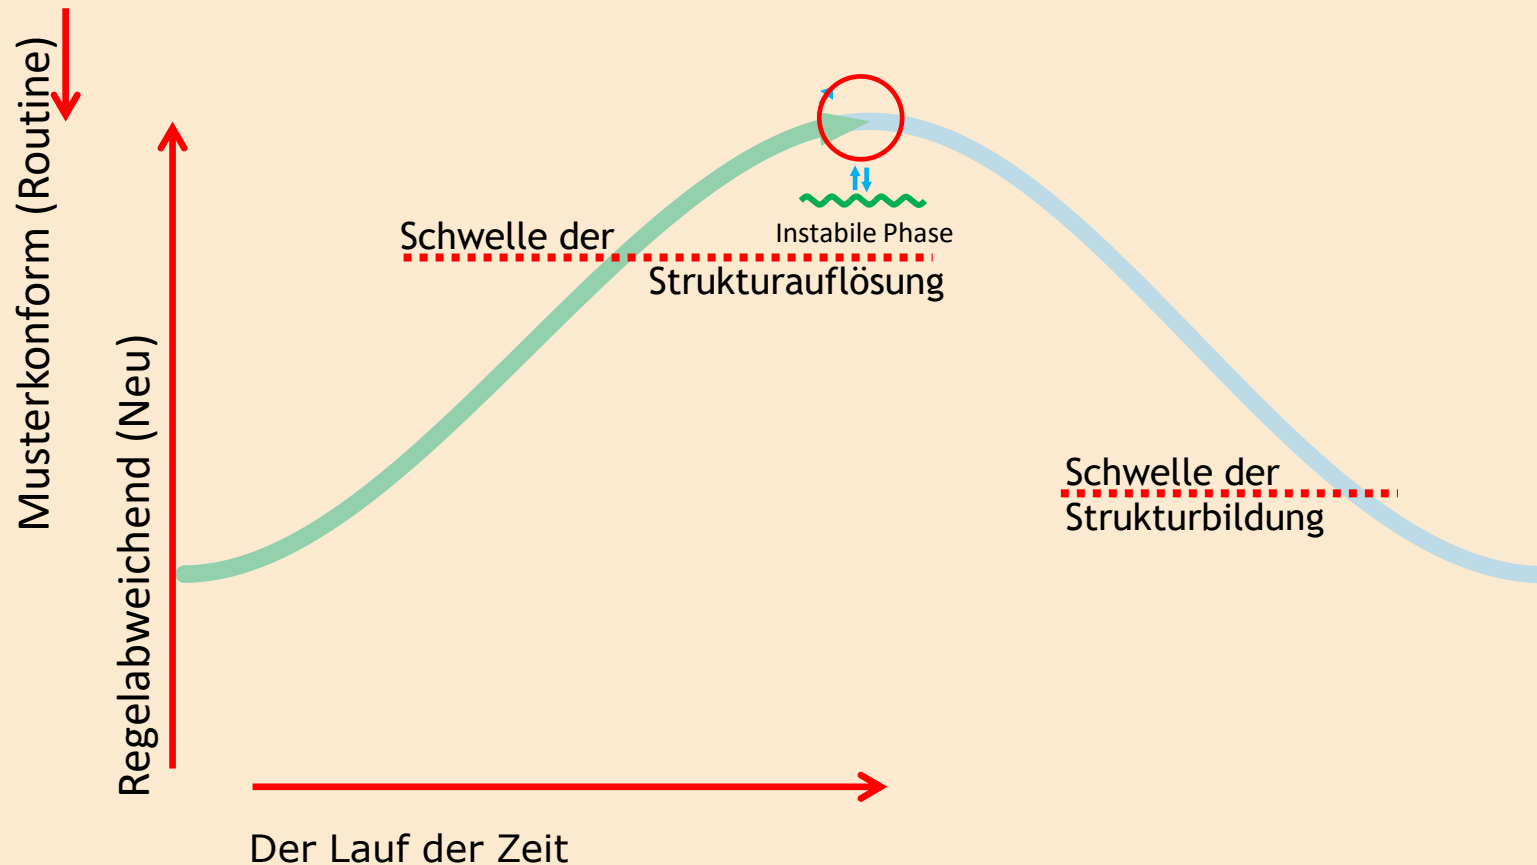 Musterkonform (Routine)
Regelabweichend (Neu)
Schwelle der
Strukturauflösung
Instabile Phase
Schwelle der
Strukturbildung
Der Lauf der Zeit